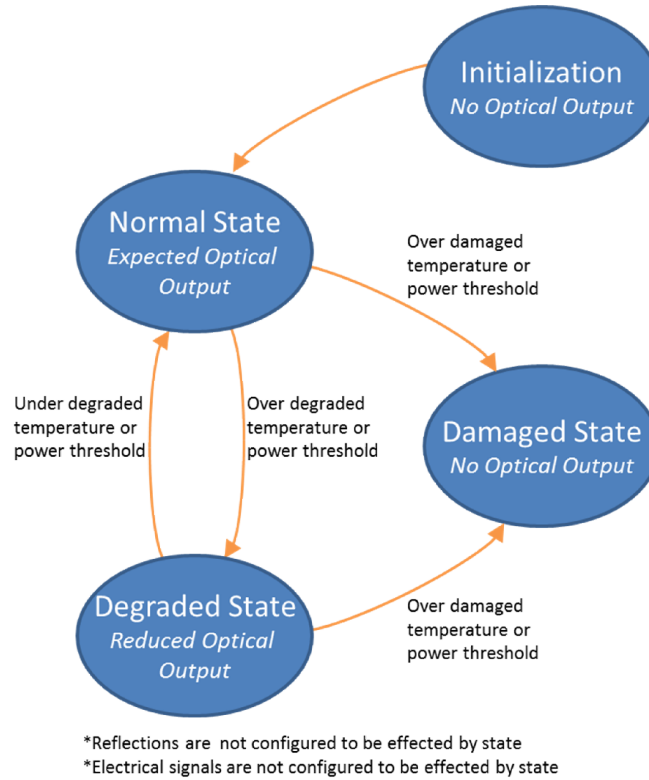 Initialization
No Optical Output
Normal State
Expected Optical
Output
Over damaged
temperature or
power threshold
Under degraded
temperature or
power threshold
Over degraded
temperature or
power threshold
Damaged State
No Optical Output
Degraded State
Reduced Optical
Output
Over damaged
temperature or
power threshold
*Reflections are not configured to be effected by state
*Electrical signals are not configured to be effected by state